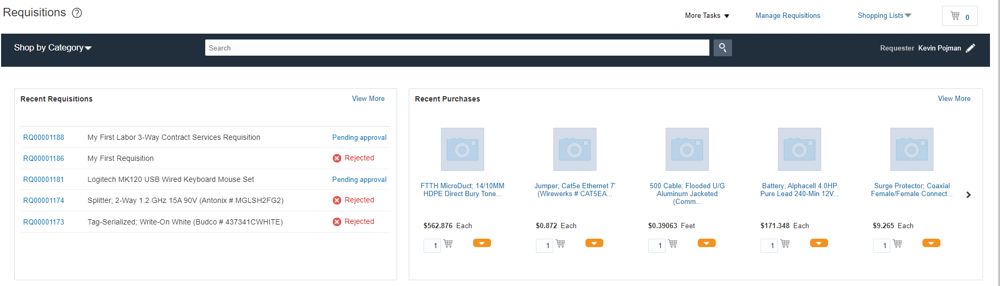 Requisitions ?
More Tasks
Manage Requisitions
Shopping Lists
0
Shop by Category
Search
Requester Kevin Pojman
Recent Requisitions
View More
RQ00001188 My First Labor 3-Way Contract Services Requisition Pending approval
RQ00001186 My First Requisition Rejected
RQ00001181 Logitech MK120 USB Wired Keyboard Mouse Set Pending approval
RQ00001174 Splitter; 2-Way 1.2 GHz 15A 90V (Antonix # MGLSH2FG2) Rejected
RQ00001173 Tag-Serialized; Write-On White (Budco # 437341CWHITE) Rejected
Recent Purchases
View More
FTTH MicroDuct; 14/10MM
HDPE Direct Bury Tone...
$562.876 Each
1
Jumper; Cat5e Ethernet 7'
(Wirewerks # CAT5EA...
$0.872 Each
1
500 Cable; Flooded U/G
Aluminum Jacketed
(Comm...
$0.39063 Feet
1
Battery; Alphacell 4.0HP
Pure Lead 240-Min 12V...
$171.348 Each
1
Surge Protector; Coaxial
Female/Female Connect...
$9.265 Each
1